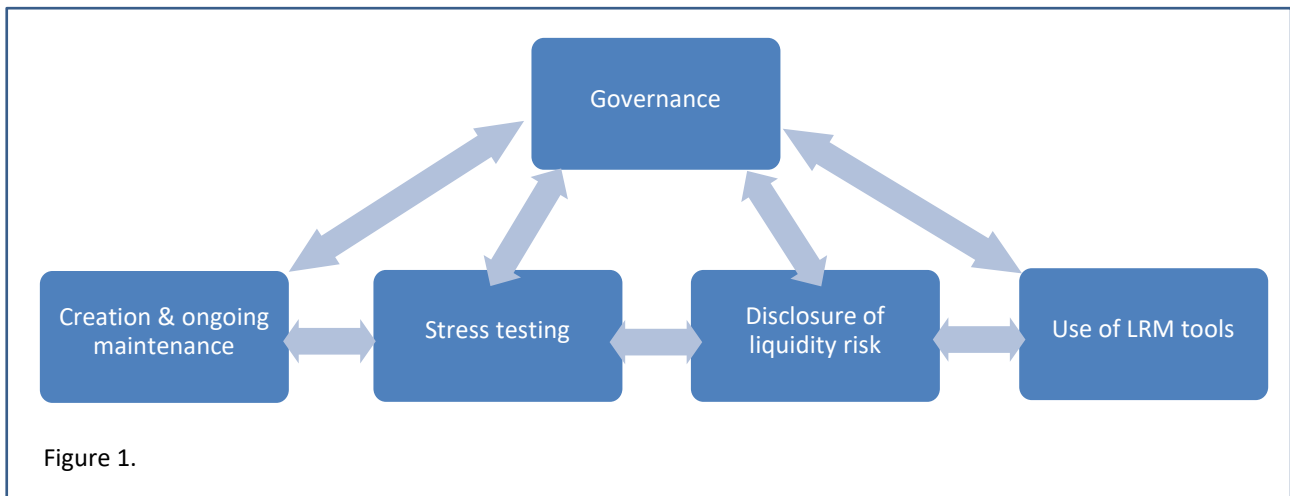 Governance
Creation & ongoing
maintenance
Stress testing
Disclosure of
liquidity risk
Use of LRM tools
Figure 1.